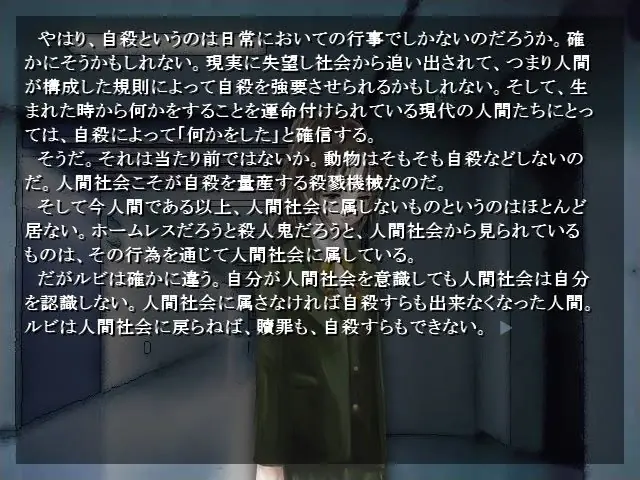 やはり、自殺というのは日常においての行事でしかないのだろうか。確
かにそうかもしれない。現実に失望し社会から追い出されて、つまり人間
が構成した規則によって自殺を強要させられるかもしれない。そして、生
まれた時から何かをすることを運命付けられている現代の人間たちにとっ
ては、自殺によって「何かをした」と確信する。
そうだ。それは当たり前ではないか。動物はそもそも自殺などしないの
だ。人間社会こそが自殺を量産する殺戮機械なのだ。
そして今人間である以上、人間社会に属しないものというのはほとんど
居ない。ホームレスだろうと殺人鬼だろうと、人間社会から見られている
ものは、その行為を通じて人間社会に属している。
だがルビは確かに違う。自分が人間社会を意識しても人間社会は自分
を認識しない。人間社会に属さなければ自殺すらも出来なくなった人間。
ルビは人間社会に戻らねば、贖罪も、自殺すらもできない。